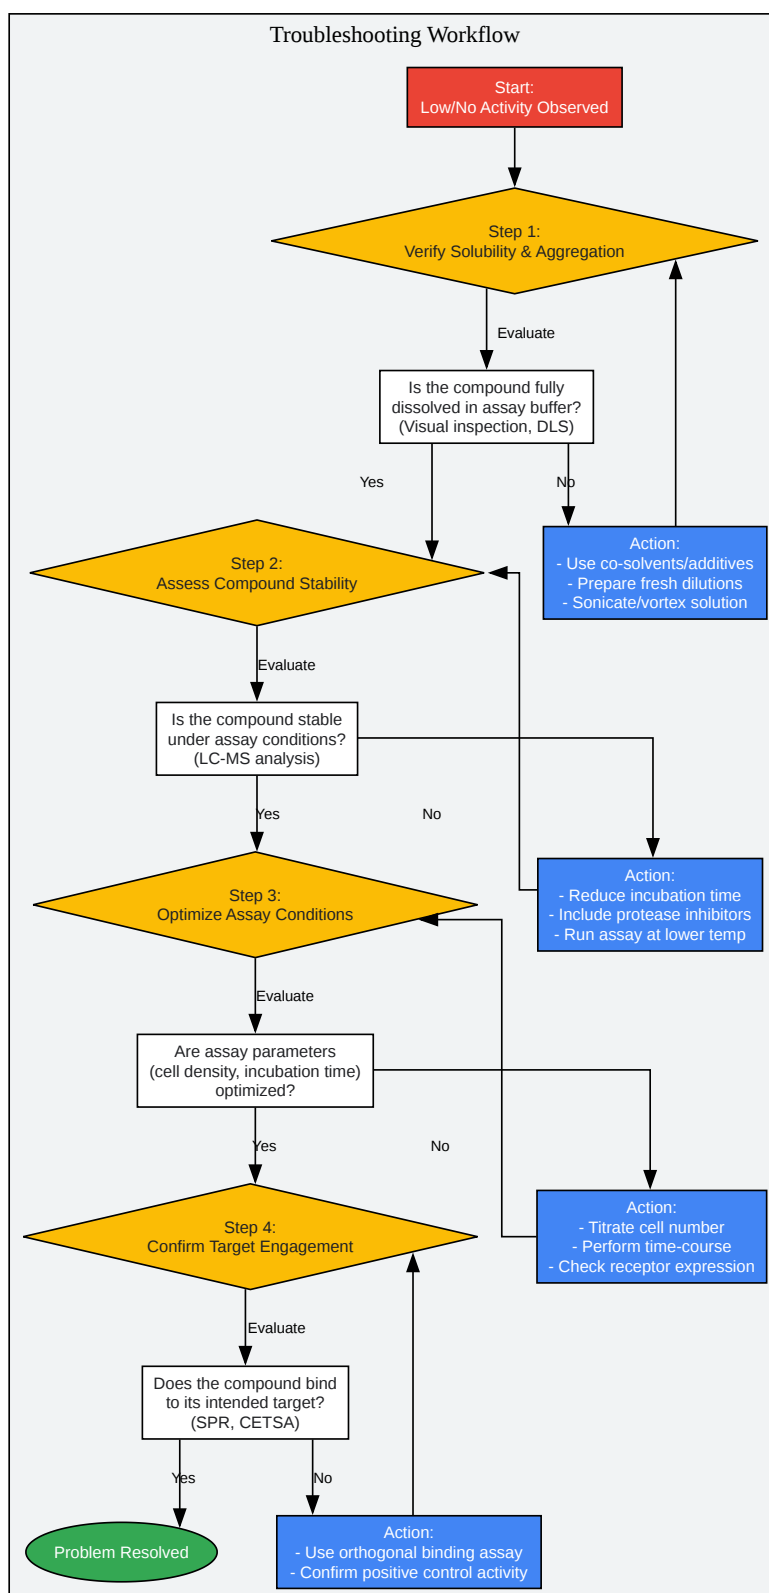 Troubleshooting Workflow
Start:
Low/No Activity Observed
Step 1:
Verify Solubility & Aggregation
Evaluate
Is the compound fully
dissolved in assay buffer?
(Visual inspection, DLS)
Yes
No
Action:
- Use co-solvents/additives
- Prepare fresh dilutions
- Sonicate/vortex solution
Step 2:
Assess Compound Stability
Evaluate
Is the compound stable
under assay conditions?
(LC-MS analysis)
Yes
No
Action:
- Reduce incubation time
- Include protease inhibitors
- Run assay at lower temp
Step 3:
Optimize Assay Conditions
Evaluate
Are assay parameters
(cell density, incubation time)
optimized?
Yes
No
Action:
- Titrate cell number
- Perform time-course
- Check receptor expression
Step 4:
Confirm Target Engagement
Evaluate
Does the compound bind
to its intended target?
(SPR, CETSA)
Yes
No
Problem Resolved
Action:
- Use orthogonal binding assay
- Confirm positive control activity